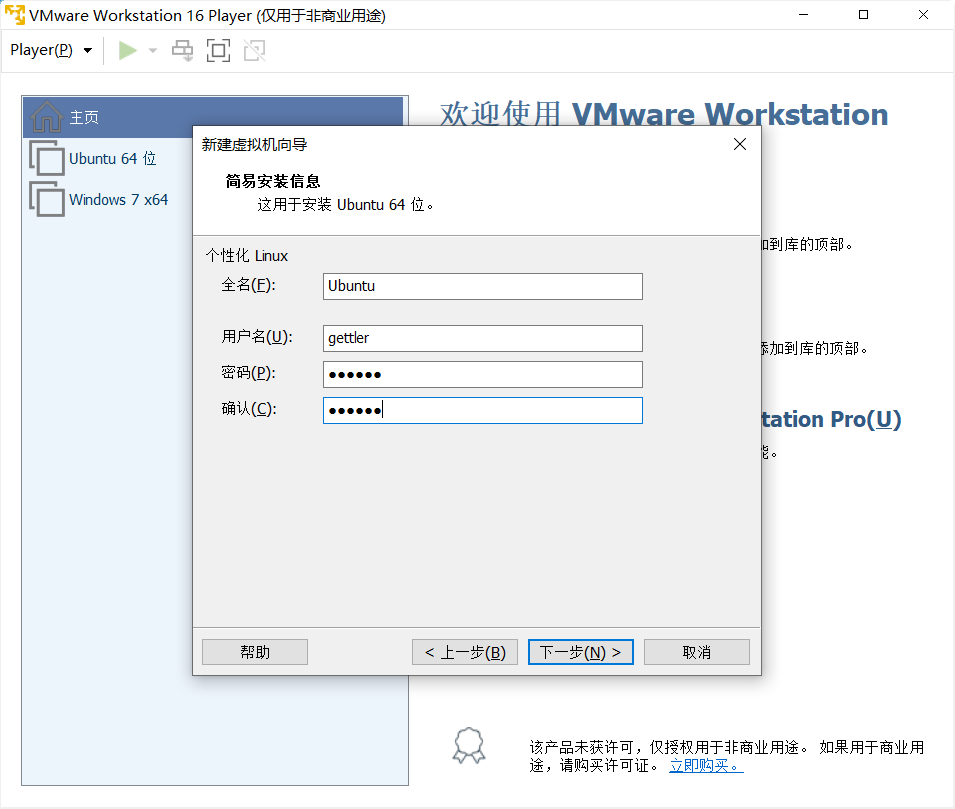 VMware Workstation 16 Player (仅用于非商业用途)
Player(P)
主页
Ubuntu 64 位
Windows 7 x64
欢迎使用 VMware Workstation
加到库的顶部。
添加到库的顶部。
tation Pro(U)
能。
新建虚拟机向导
简易安装信息
这用于安装 Ubuntu 64 位。
个性化 Linux
全名(F):
Ubuntu
用户名(U):
gettler
密码(P):
●●●●●●
确认(C):
●●●●●●
帮助
< 上一步(B)
下一步(N) >
取消
该产品未获许可，仅授权用于非商业用途。 如果用于商业用
途，请购买许可证。 立即购买。